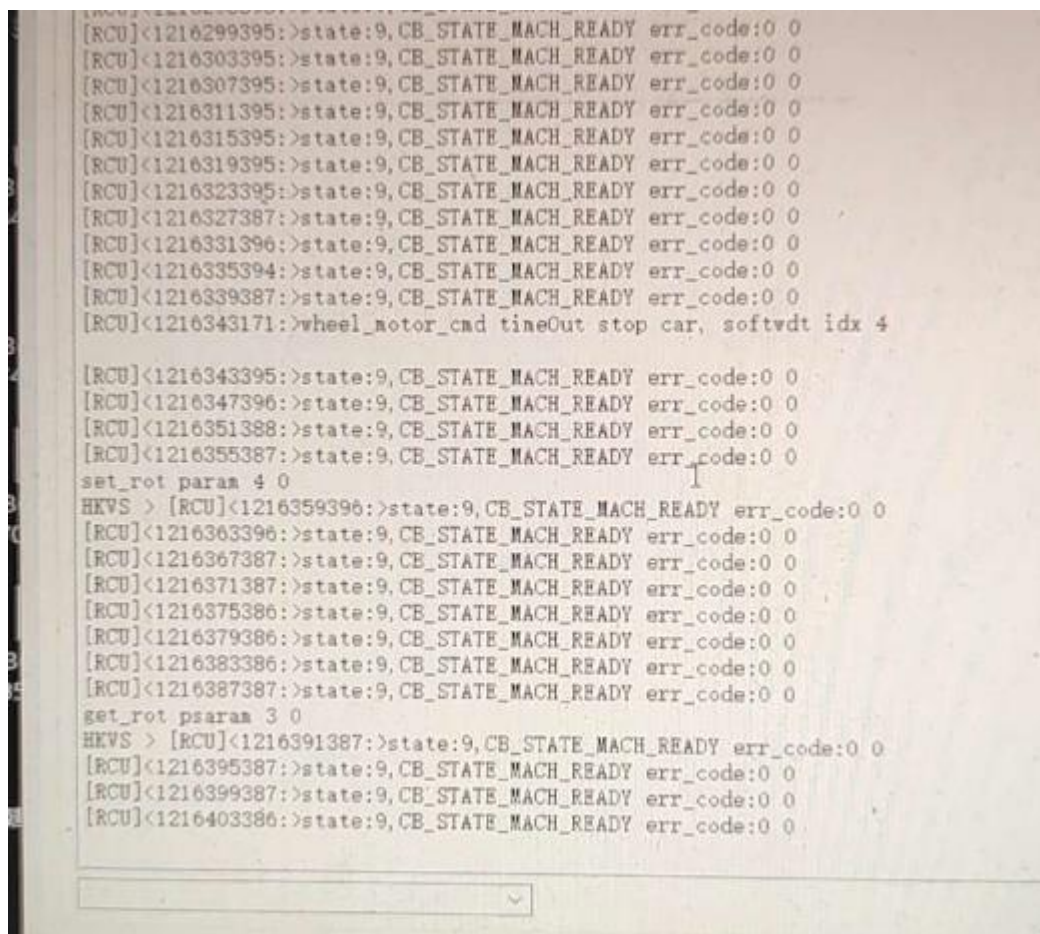 [RCU]<1216299395:>state:9,CB_STATE_MACH_READY err_code:0 0
[RCU]<1216303395:>state:9,CB_STATE_MACH_READY err_code:0 0
[RCU]<1216307395:>state:9,CB_STATE_MACH_READY err_code:0 0
[RCU]<1216311395:>state:9,CB_STATE_MACH_READY err_code:0 0
[RCU]<1216315395:>state:9,CB_STATE_MACH_READY err_code:0 0
[RCU]<1216319395:>state:9,CB_STATE_MACH_READY err_code:0 0
[RCU]<1216323395:>state:9,CB_STATE_MACH_READY err_code:0 0
[RCU]<1216327387:>state:9,CB_STATE_MACH_READY err_code:0 0
[RCU]<1216331396:>state:9,CB_STATE_MACH_READY err_code:0 0
[RCU]<1216335394:>state:9,CB_STATE_MACH_READY err_code:0 0
[RCU]<1216339387:>state:9,CB_STATE_MACH_READY err_code:0 0
[RCU]<1216343171:>wheel_motor_cmd timeOut stop car, softwdt idx 4
[RCU]<1216343395:>state:9,CB_STATE_MACH_READY err_code:0 0
[RCU]<1216347396:>state:9,CB_STATE_MACH_READY err_code:0 0
[RCU]<1216351388:>state:9,CB_STATE_MACH_READY err_code:0 0
[RCU]<1216355387:>state:9,CB_STATE_MACH_READY err_code:0 0
set_rot param 4 0
HKVS > [RCU]<1216359396:>state:9,CB_STATE_MACH_READY err_code:0 0
[RCU]<1216363396:>state:9,CB_STATE_MACH_READY err_code:0 0
[RCU]<1216367387:>state:9,CB_STATE_MACH_READY err_code:0 0
[RCU]<1216371387:>state:9,CB_STATE_MACH_READY err_code:0 0
[RCU]<1216375386:>state:9,CB_STATE_MACH_READY err_code:0 0
[RCU]<1216379386:>state:9,CB_STATE_MACH_READY err_code:0 0
[RCU]<1216383386:>state:9,CB_STATE_MACH_READY err_code:0 0
[RCU]<1216387387:>state:9,CB_STATE_MACH_READY err_code:0 0
get_rot psaram 3 0
HKVS > [RCU]<1216391387:>state:9,CB_STATE_MACH_READY err_code:0 0
[RCU]<1216395387:>state:9,CB_STATE_MACH_READY err_code:0 0
[RCU]<1216399387:>state:9,CB_STATE_MACH_READY err_code:0 0
[RCU]<1216403386:>state:9,CB_STATE_MACH_READY err_code:0 0